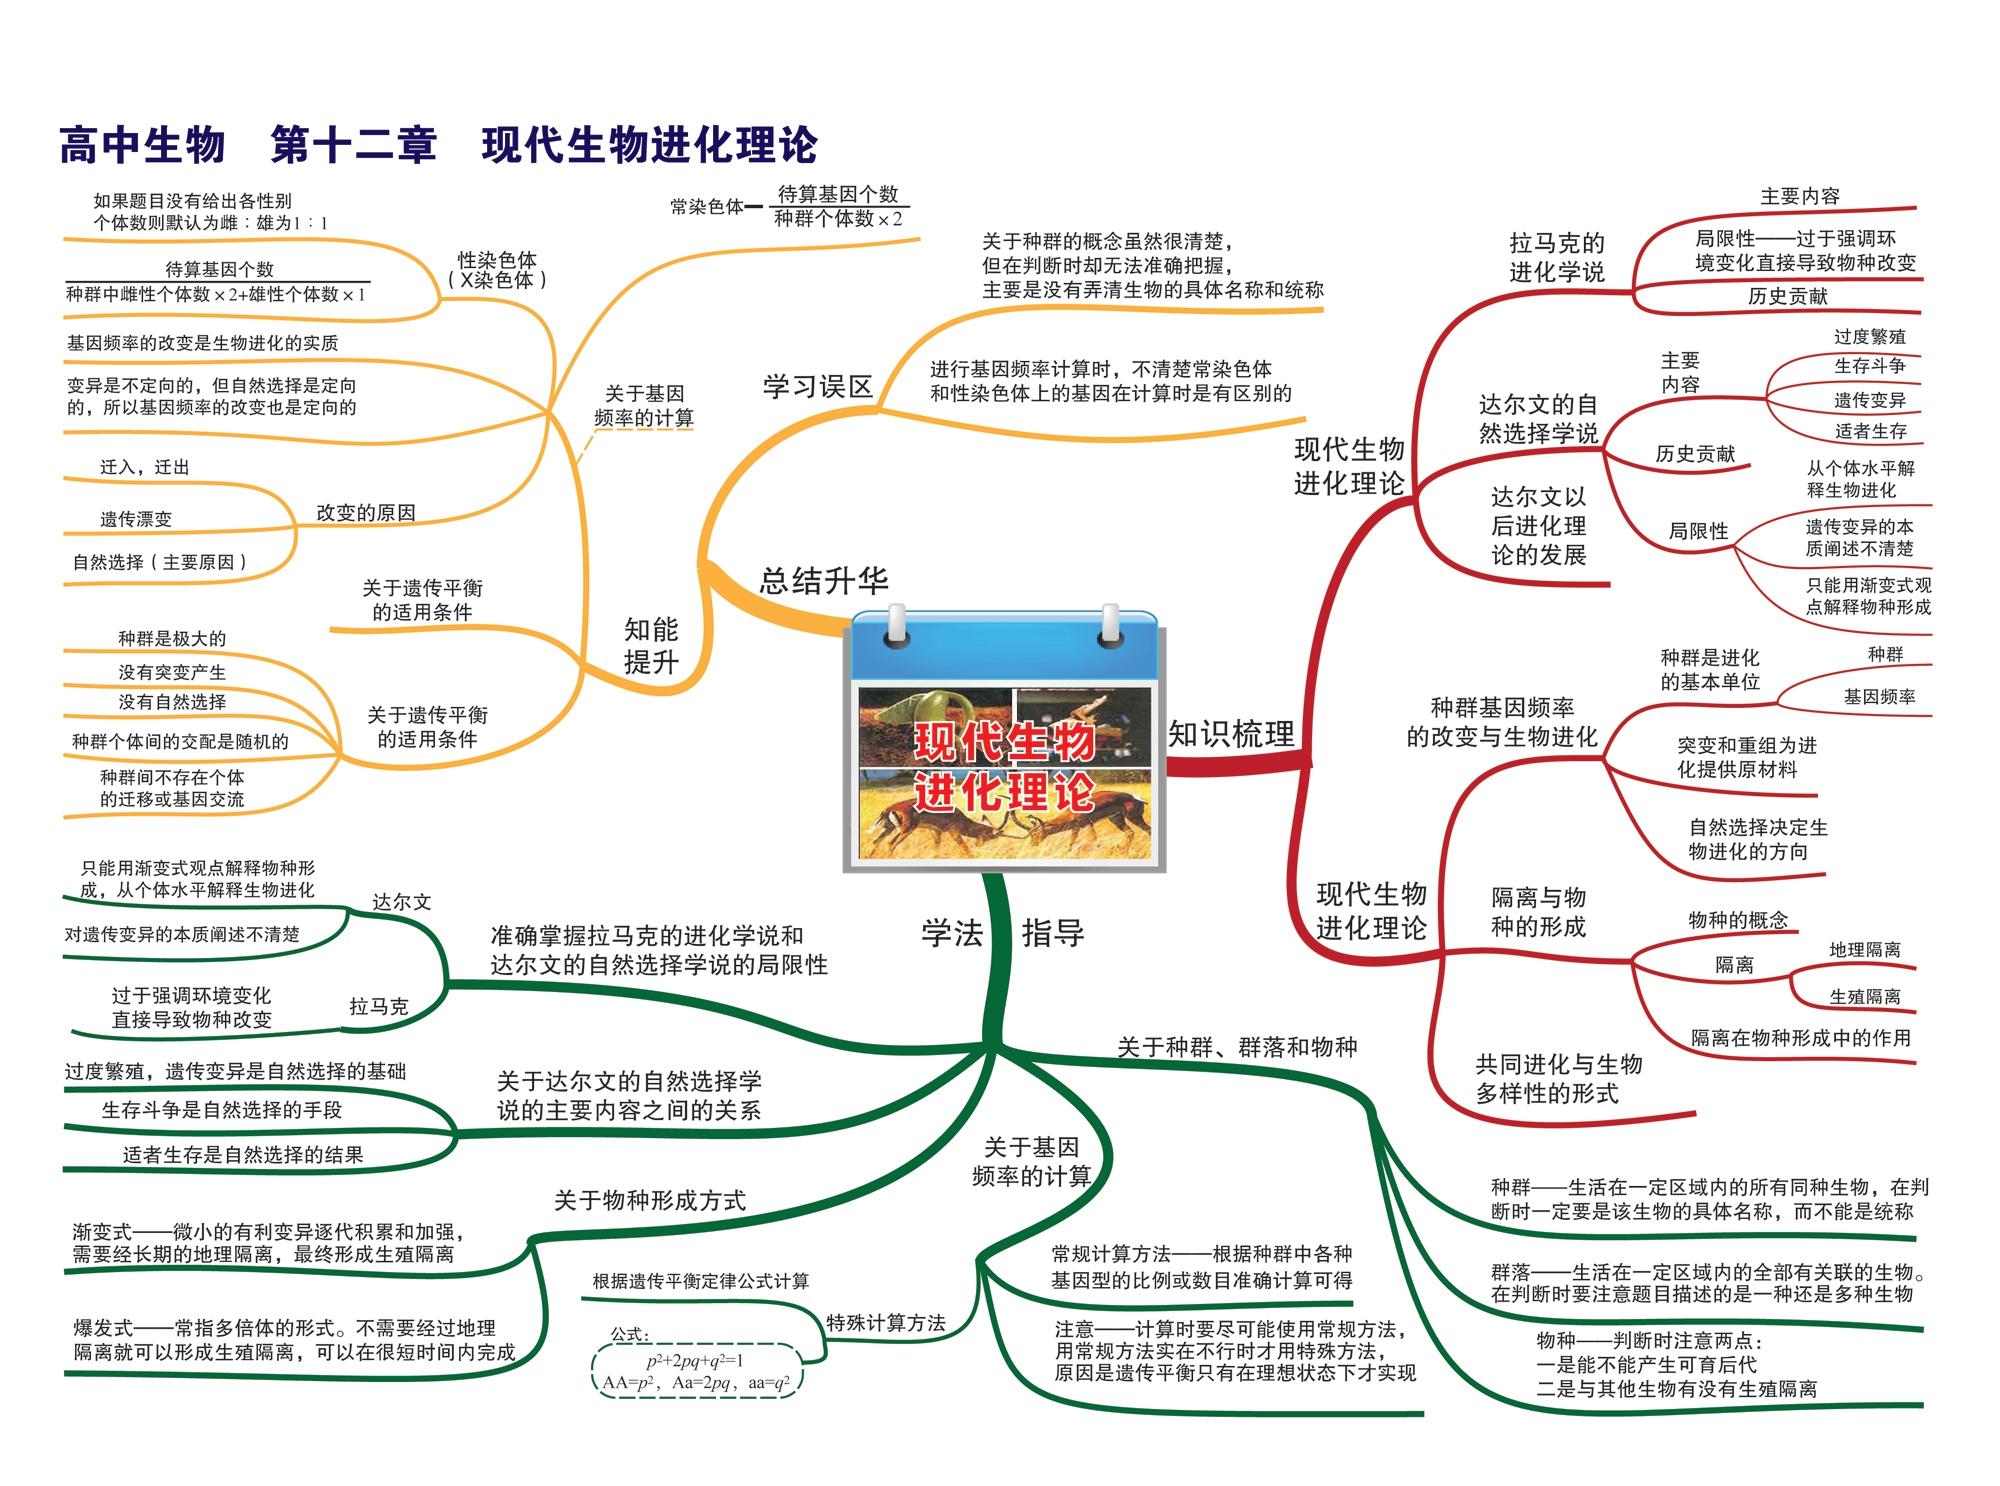 高中生物 第十二章 现代生物进化理论
如果题目没有给出各性别
个体数则默认为雌：雄为1：1
待算基因个数
种群中雌性个体数×2+雄性个体数×1
性染色体
（X染色体）
基因频率的改变是生物进化的实质
变异是不定向的，但自然选择是定向
的，所以基因频率的改变也是定向的
迁入，迁出
遗传漂变
自然选择（主要原因）
改变的原因
常染色体
待算基因个数
种群个体数×2
关于基因
频率的计算
关于遗传平衡
的适用条件
种群是极大的
没有突变产生
没有自然选择
种群个体间的交配是随机的
种群间不存在个体
的迁移或基因交流
关于遗传平衡
的适用条件
知能
提升
学习误区
关于种群的概念虽然很清楚，
但在判断时却无法准确把握，
主要是没有弄清生物的具体名称和统称
进行基因频率计算时，不清楚常染色体
和性染色体上的基因在计算时是有区别的
总结升华
现代生物
进化理论
知识梳理
现代生物
进化理论
拉马克的
进化学说
主要内容
局限性——过于强调环
境变化直接导致物种改变
历史贡献
达尔文的自
然选择学说
主要
内容
过度繁殖
生存斗争
遗传变异
适者生存
历史贡献
局限性
从个体水平解
释生物进化
遗传变异的本
质阐述不清楚
只能用渐变式观
点解释物种形成
达尔文以
后进化理
论的发展
现代生物
进化理论
种群基因频率
的改变与生物进化
种群是进化
的基本单位
种群
基因频率
突变和重组为进
化提供原材料
自然选择决定生
物进化的方向
隔离与物
种的形成
物种的概念
隔离
地理隔离
生殖隔离
隔离在物种形成中的作用
共同进化与生物
多样性的形式
学法 指导
只能用渐变式观点解释物种形
成，从个体水平解释生物进化
对遗传变异的本质阐述不清楚
达尔文
过于强调环境变化
直接导致物种改变
拉马克
准确掌握拉马克的进化学说和
达尔文的自然选择学说的局限性
过度繁殖，遗传变异是自然选择的基础
生存斗争是自然选择的手段
适者生存是自然选择的结果
关于达尔文的自然选择学
说的主要内容之间的关系
关于物种形成方式
渐变式——微小的有利变异逐代积累和加强，
需要经长期的地理隔离，最终形成生殖隔离
爆发式——常指多倍体的形式。不需要经过地理
隔离就可以形成生殖隔离，可以在很短时间内完成
关于基因
频率的计算
常规计算方法——根据种群中各种
基因型的比例或数目准确计算可得
注意——计算时要尽可能使用常规方法，
用常规方法实在不行时才用特殊方法，
原因是遗传平衡只有在理想状态下才实现
特殊计算方法
根据遗传平衡定律公式计算
公式：
p²+2pq+q²=1
AA=p²，Aa=2pq，aa=q²
关于种群、群落和物种
种群——生活在一定区域内的所有同种生物，在判
断时一定要是该生物的具体名称，而不能是统称
群落——生活在一定区域内的全部有关联的生物。
在判断时要注意题目描述的是一种还是多种生物
物种——判断时注意两点：
一是能不能产生可育后代
二是与其他生物有没有生殖隔离